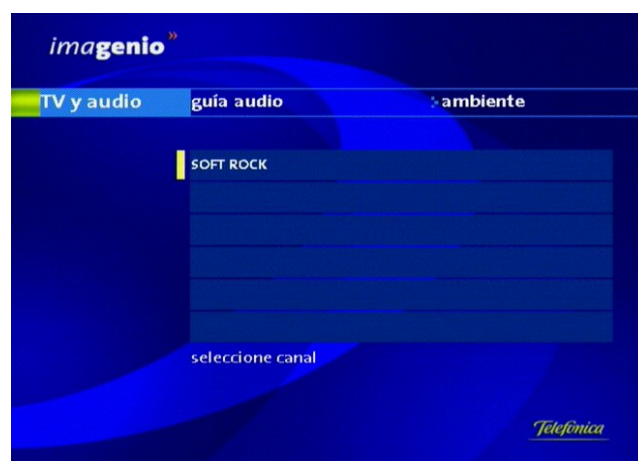 imagenio»
TV y audio guía audio ambiente
SOFT ROCK
seleccione canal
Telefónica